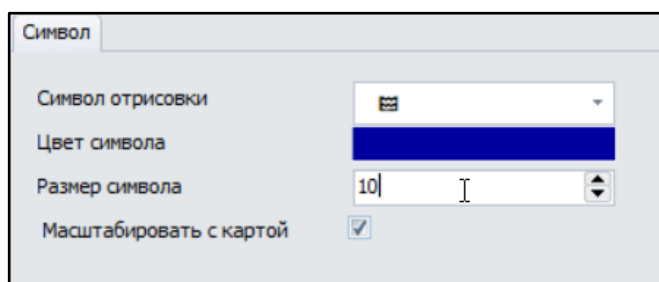 Символ
Символ отрисовки
Цвет символа
Размер символа 10
Масштабировать с картой